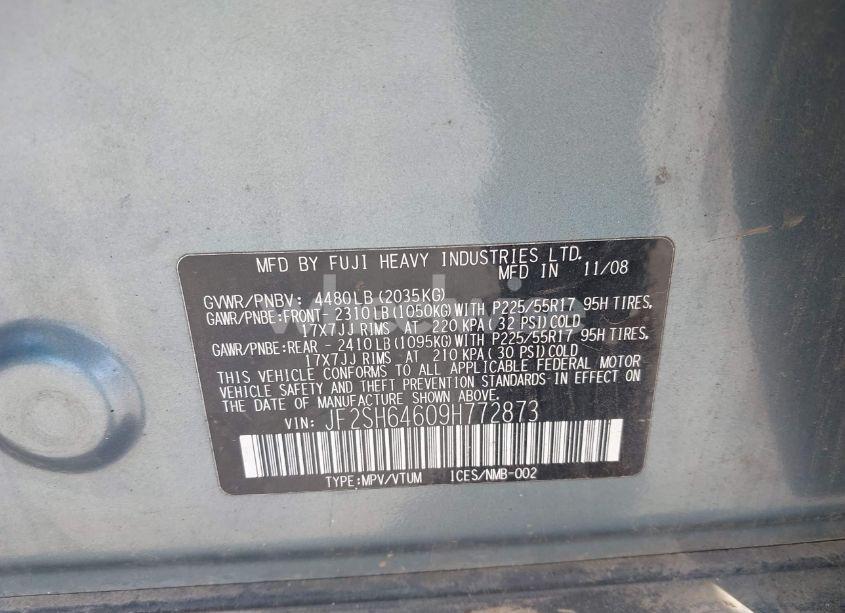 MFD BY FUJI HEAVY INDUSTRIES LTD.
MFD IN 11/08
GVWR/PNBV: 4480LB(2035KG)
GAWR/PNBE:FRONT- 2310LB(1050KG)WITH P225/55R17 95H TIRES,
17X7JJ RIMS AT 220 KPA(32 PSI)COLD
GAWR/PNBE:REAR - 2410LB(1095KG)WITH P225/55R17 95H TIRES,
17X7JJ RIMS AT 210 KPA(30 PSI)COLD
THIS VEHICLE CONFORMS TO ALL APPLICABLE FEDERAL MOTOR
VEHICLE SAFETY AND THEFT PREVENTION STANDARDS IN EFFECT ON
THE DATE OF MANUFACTURE SHOWN ABOVE.
VIN: JF2SH64609H772873
TYPE:MPV/VTUM ICES/NMB-002